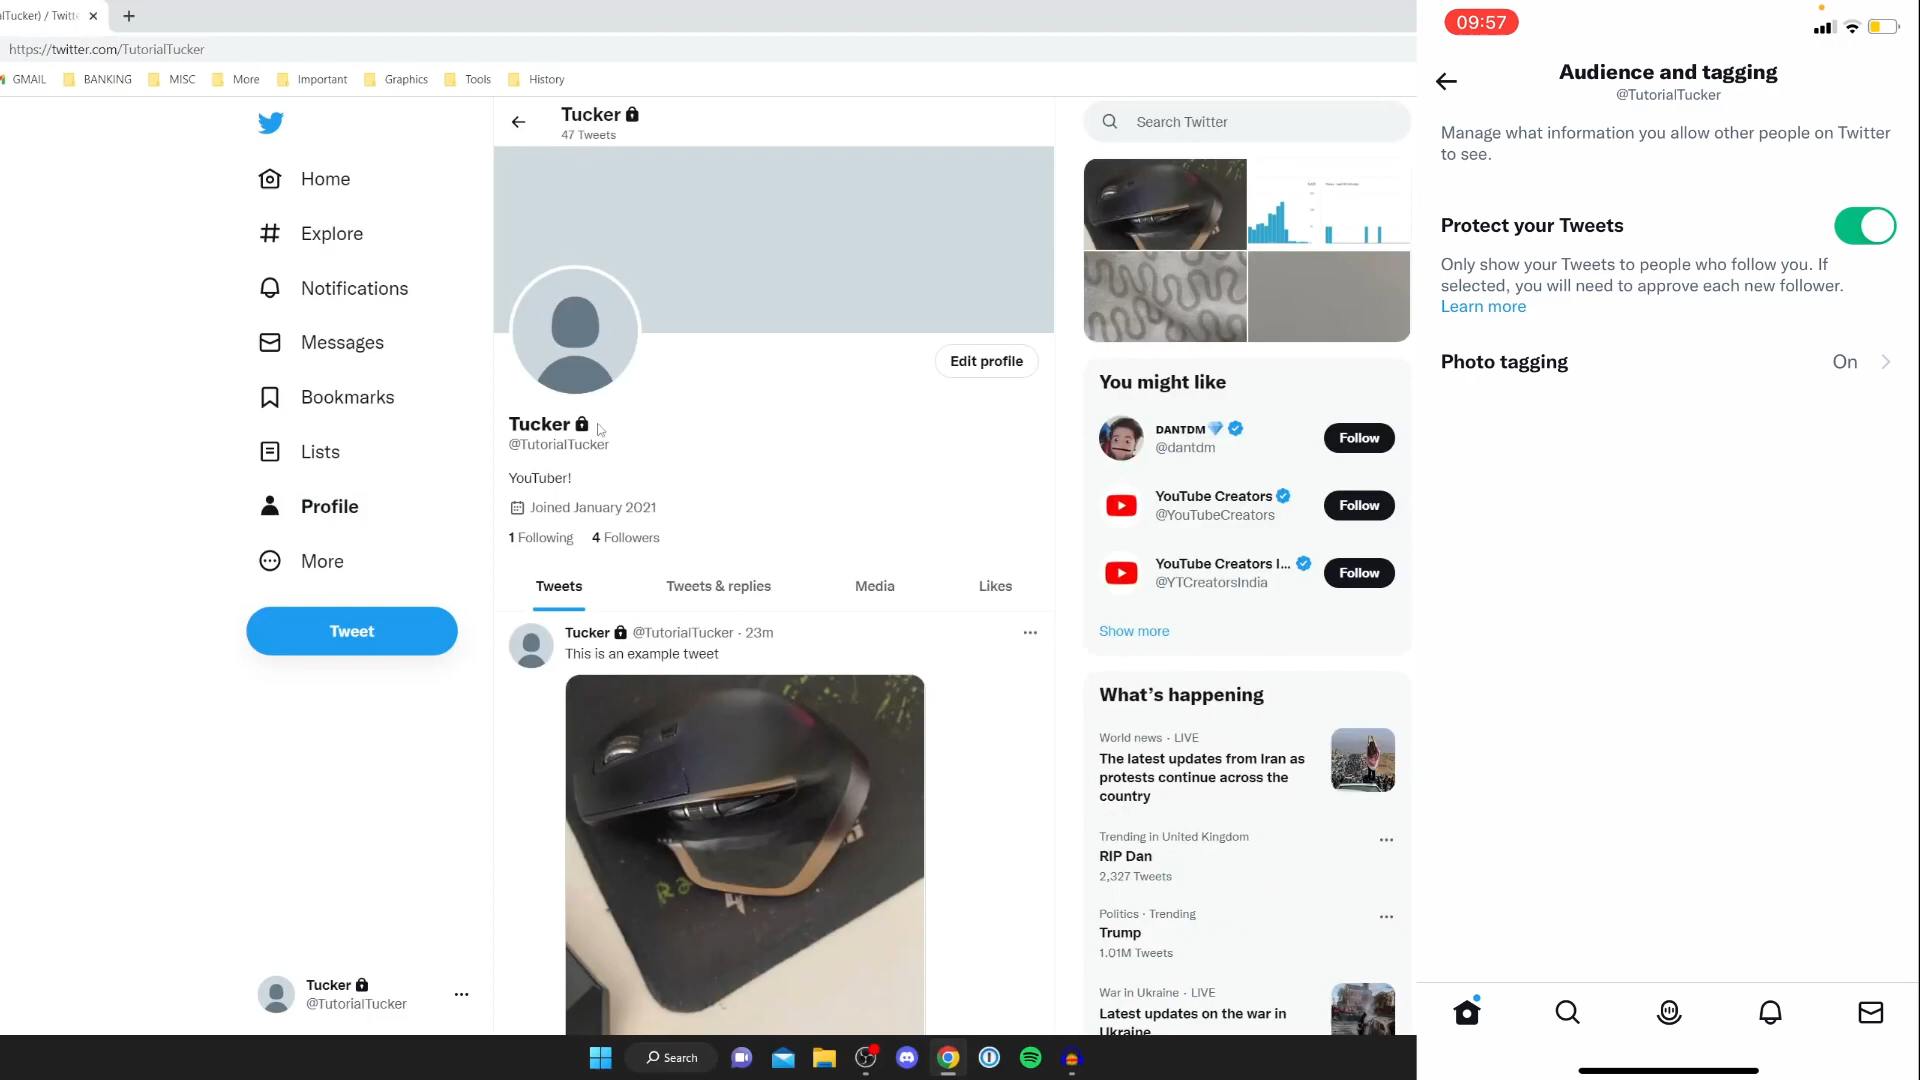 alTucker) / Twitt
https://twitter.com/TutorialTucker
GMAIL
BANKING
MISC
More
Important
Graphics
Tools
History
Home
Explore
Notifications
Messages
Bookmarks
Lists
Profile
More
Tweet
Tucker
@TutorialTucker
Tucker
47 Tweets
Edit profile
Tucker
@TutorialTucker
YouTuber!
Joined January 2021
1 Following 4 Followers
Tweets
Tweets & replies
Media
Likes
Tucker @TutorialTucker · 23m
This is an example tweet
Search Twitter
You might like
DANTDM
@dantdm
Follow
YouTube Creators
@YouTubeCreators
Follow
YouTube Creators I...
@YTCreatorsIndia
Follow
Show more
What's happening
World news · LIVE
The latest updates from Iran as
protests continue across the
country
Trending in United Kingdom
RIP Dan
2,327 Tweets
Politics · Trending
Trump
1.01M Tweets
War in Ukraine · LIVE
Latest updates on the war in
Ukraine
Search
09:57
Audience and tagging
@TutorialTucker
Manage what information you allow other people on Twitter
to see.
Protect your Tweets
Only show your Tweets to people who follow you. If
selected, you will need to approve each new follower.
Learn more
Photo tagging
On